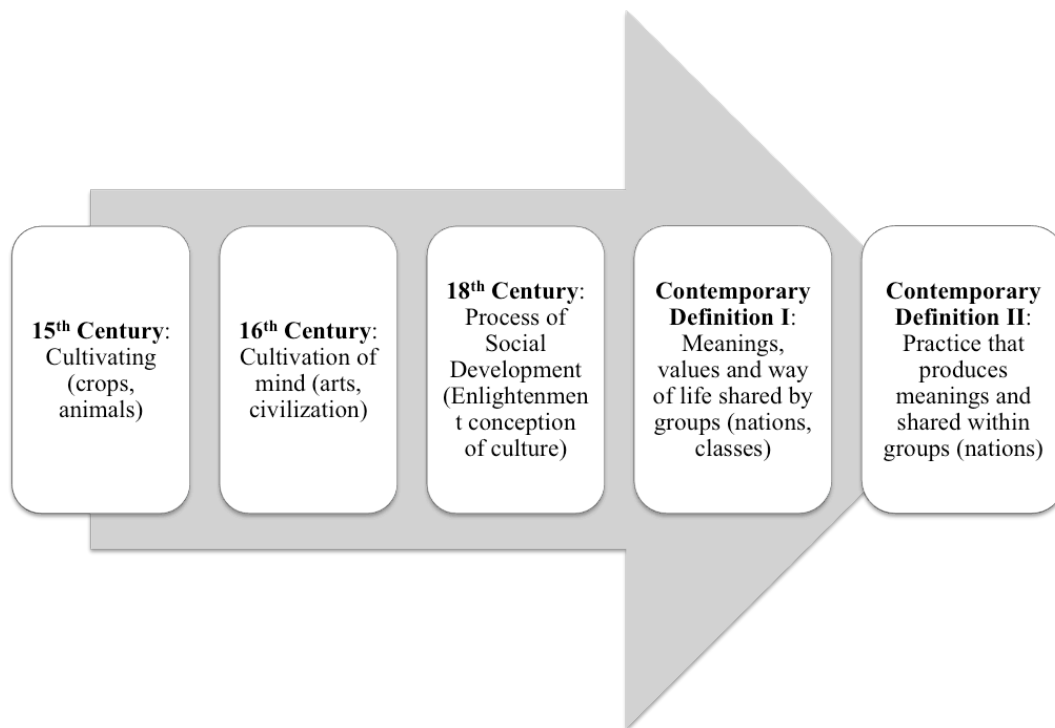 15th Century:
Cultivating
(crops,
animals)
16th Century:
Cultivation of
mind (arts,
civilization)
18th Century:
Process of
Social
Development
(Enlightenmen
t conception
of culture)
Contemporary
Definition I:
Meanings,
values and way
of life shared by
groups (nations,
classes)
Contemporary
Definition II:
Practice that
produces
meanings and
shared within
groups (nations)